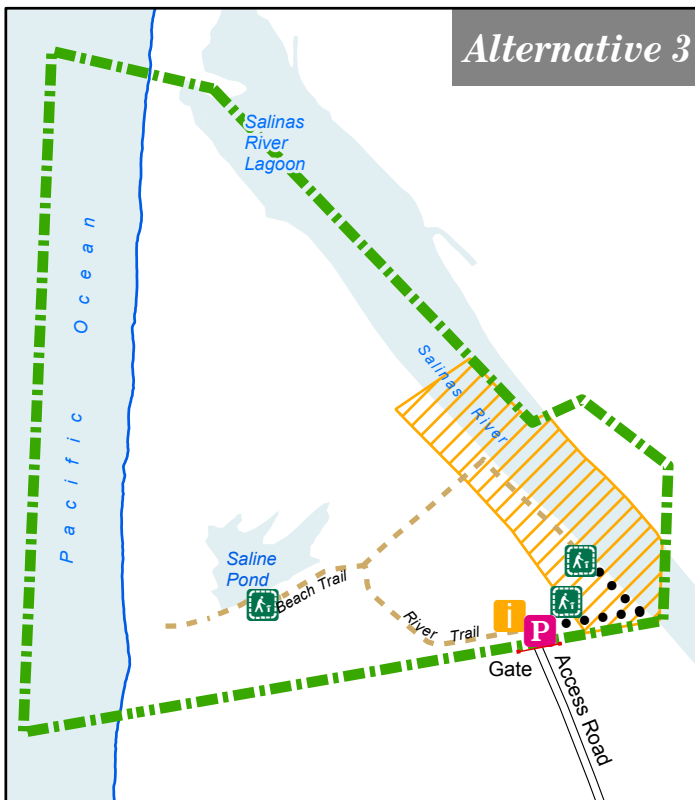 Alternative 3
Salinas
River
Lagoon
Pacific Ocean
Salinas River
Saline
Pond
Beach Trail
River Trail
i
P
Gate
Access Road